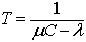 T = 1 / (μC − λ)